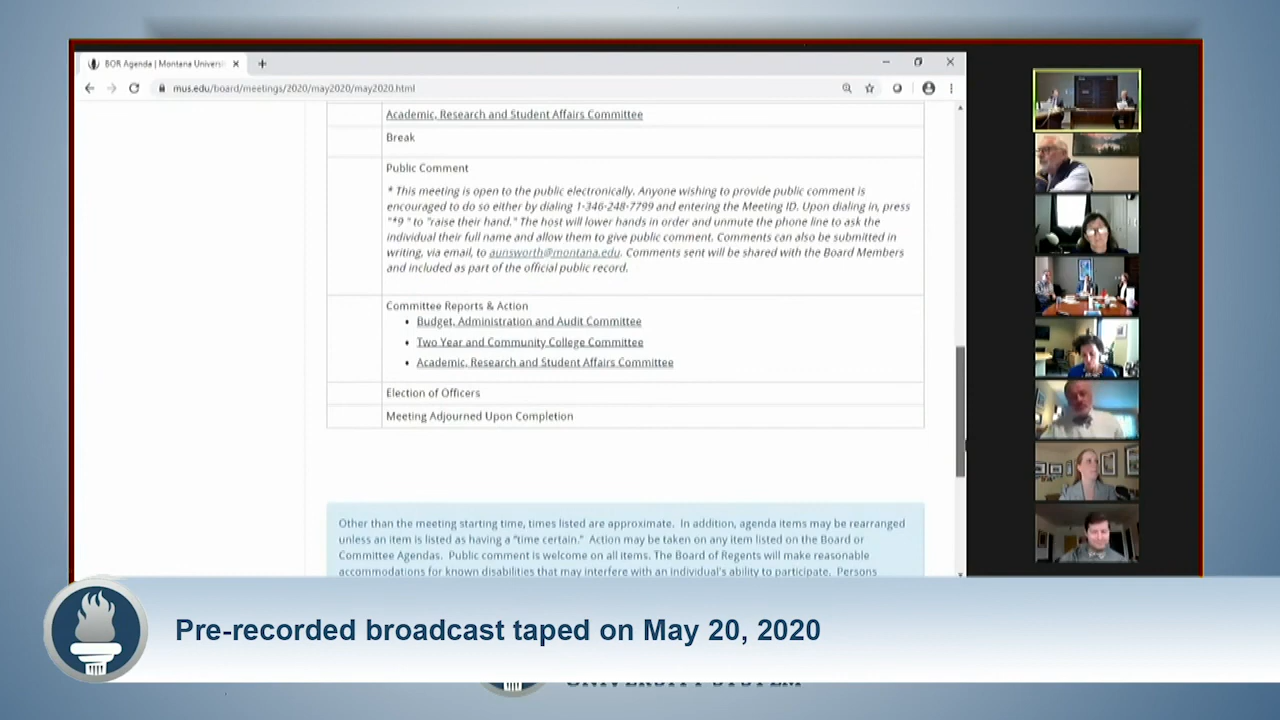 BOR Agenda | Montana Universi
mus.edu/board/meetings/2020/may2020/may2020.html
Academic, Research and Student Affairs Committee
Break
Public Comment
* This meeting is open to the public electronically. Anyone wishing to provide public comment is
encouraged to do so either by dialing 1-346-248-7799 and entering the Meeting ID. Upon dialing in, press
"*9 " to "raise their hand." The host will lower hands in order and unmute the phone line to ask the
individual their full name and allow them to give public comment. Comments can also be submitted in
writing, via email, to aunsworth@montana.edu. Comments sent will be shared with the Board Members
and included as part of the official public record.
Committee Reports & Action
• Budget, Administration and Audit Committee
• Two Year and Community College Committee
• Academic, Research and Student Affairs Committee
Election of Officers
Meeting Adjourned Upon Completion
Other than the meeting starting time, times listed are approximate. In addition, agenda items may be rearranged
unless an item is listed as having a "time certain." Action may be taken on any item listed on the Board or
Committee Agendas. Public comment is welcome on all items. The Board of Regents will make reasonable
accommodations for known disabilities that may interfere with an individual's ability to participate. Persons
Pre-recorded broadcast taped on May 20, 2020